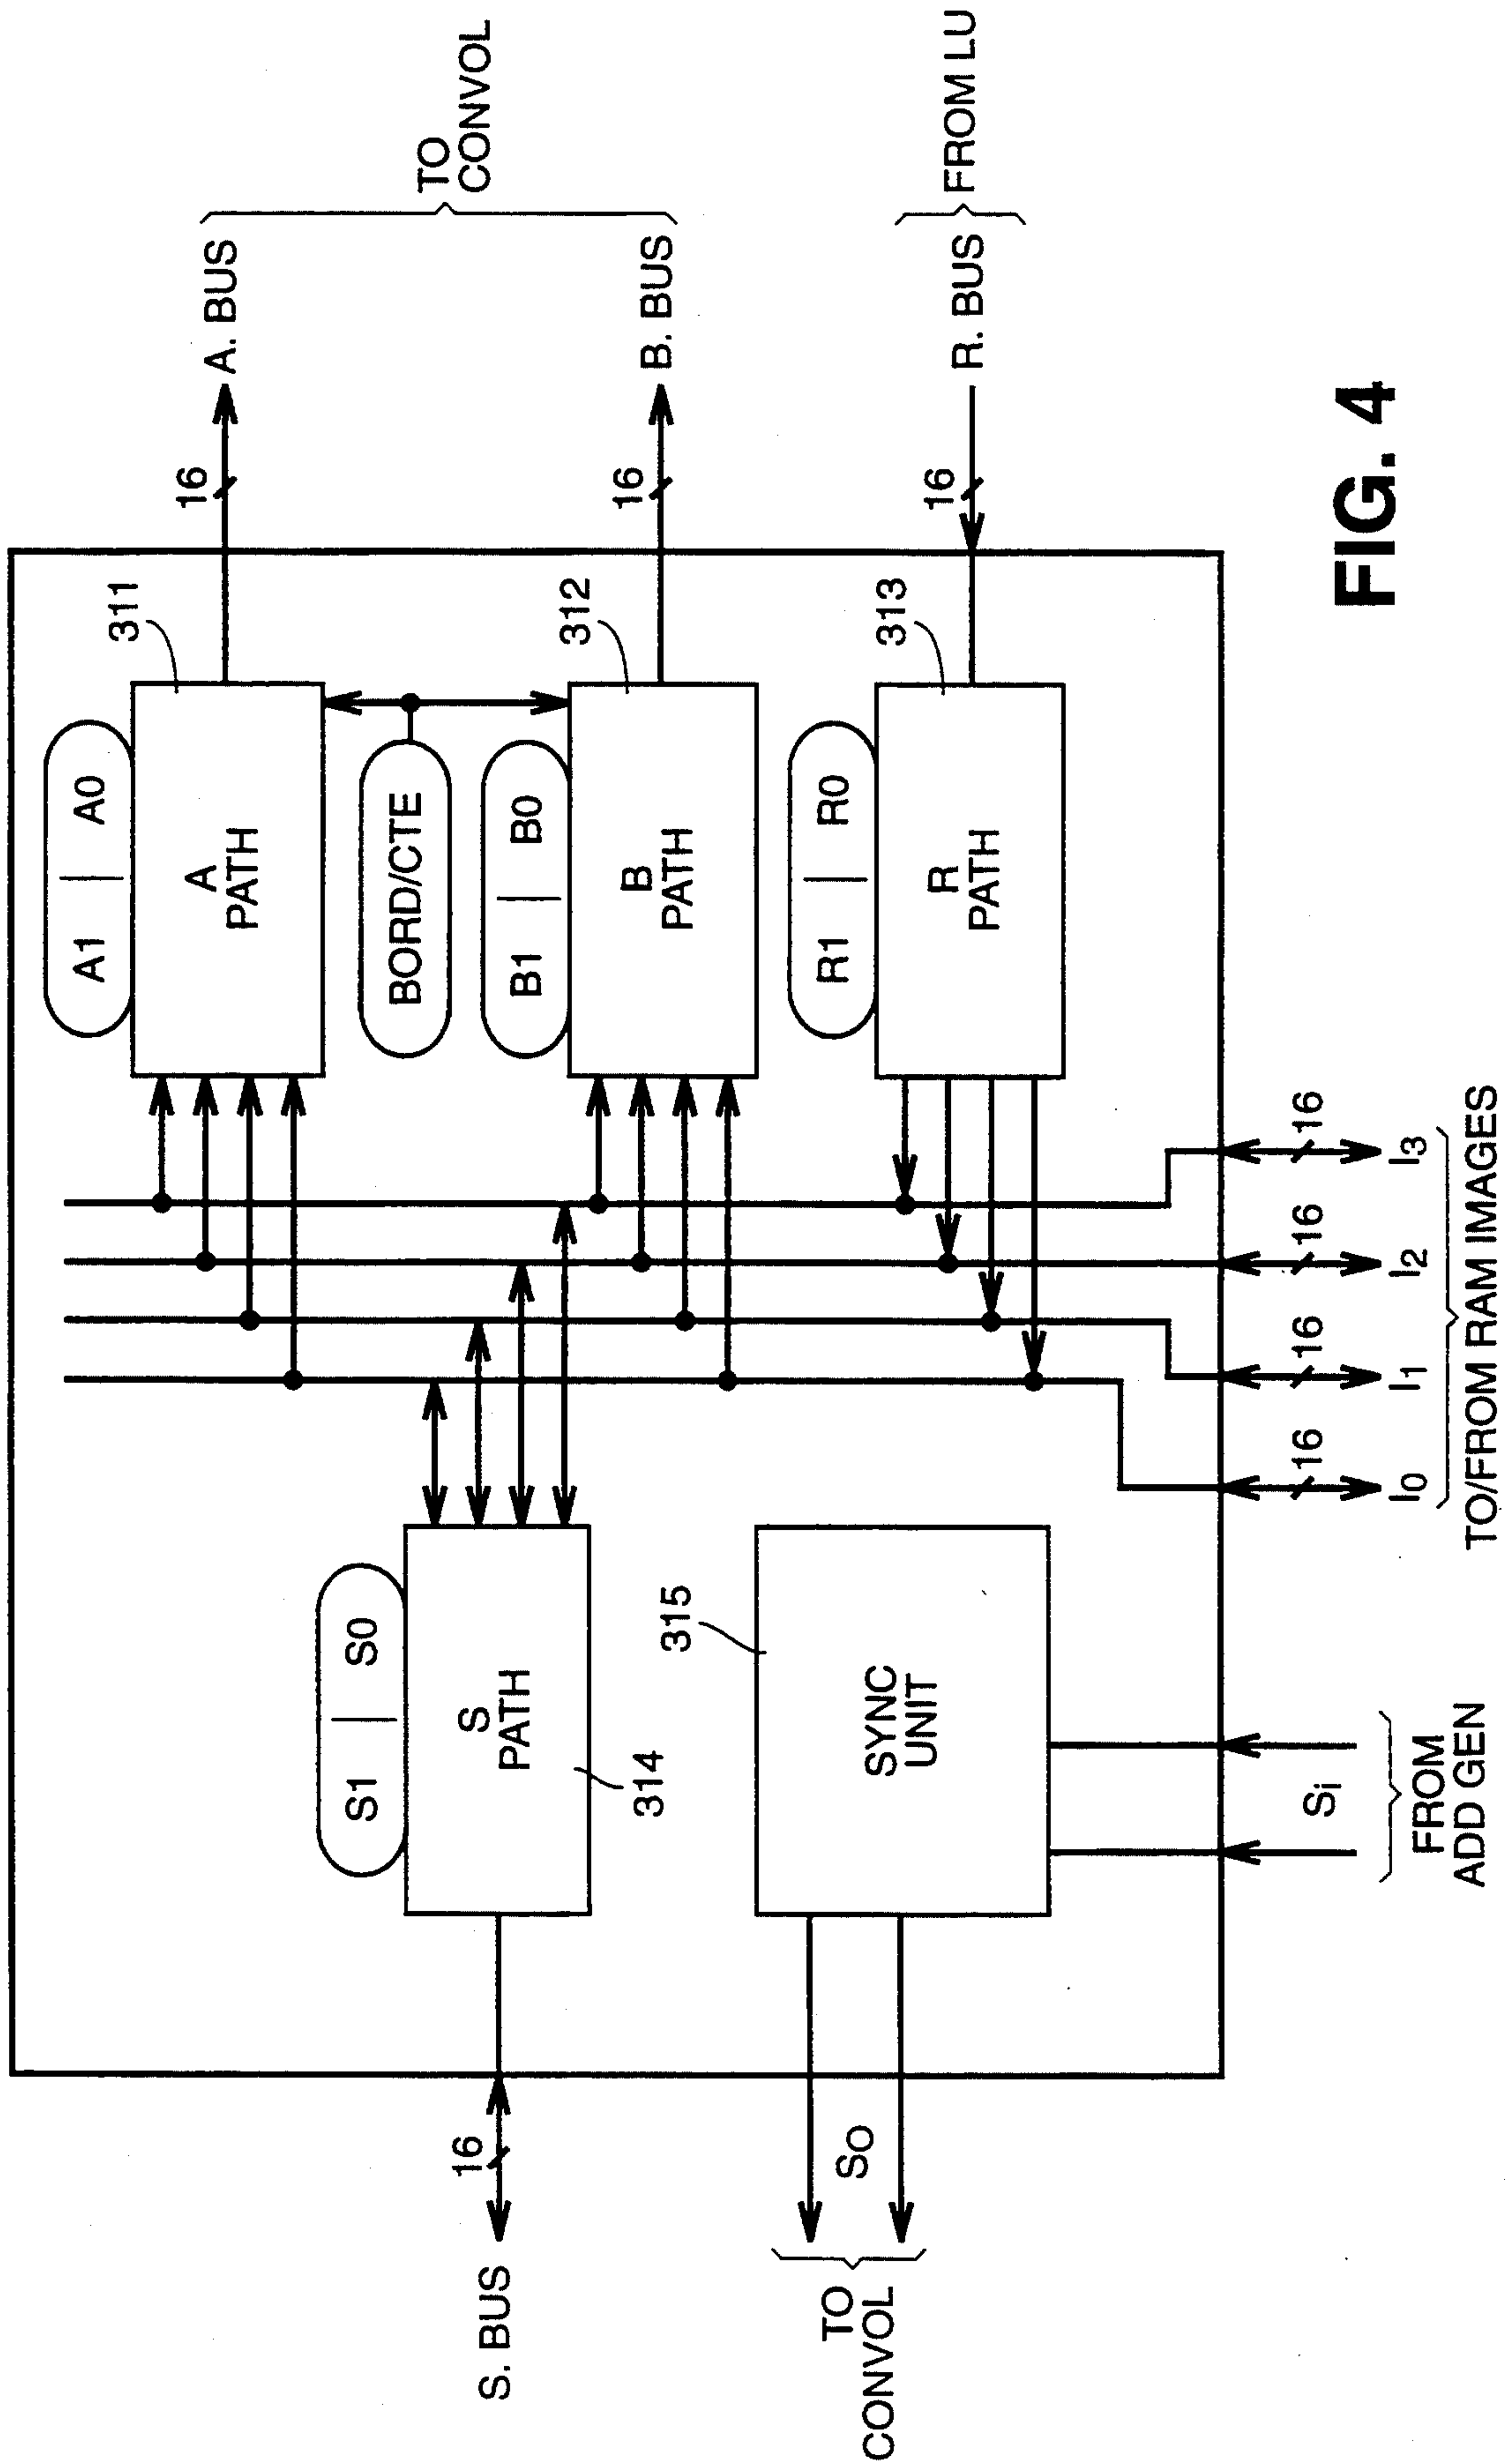 S. BUS
16
S1 | S0
S
PATH
314
TO
CONVOL
So
SYNC
UNIT
315
Si
FROM
ADD GEN
A1 | A0
A
PATH
311
16
A. BUS
BORD/CTE
TO
CONVOL
B1 | B0
B
PATH
312
16
B. BUS
R1 | R0
R
PATH
313
16
R. BUS
FROM LU
16
16
16
16
I0
I1
I2
I3
TO/FROM RAM IMAGES
FIG. 4